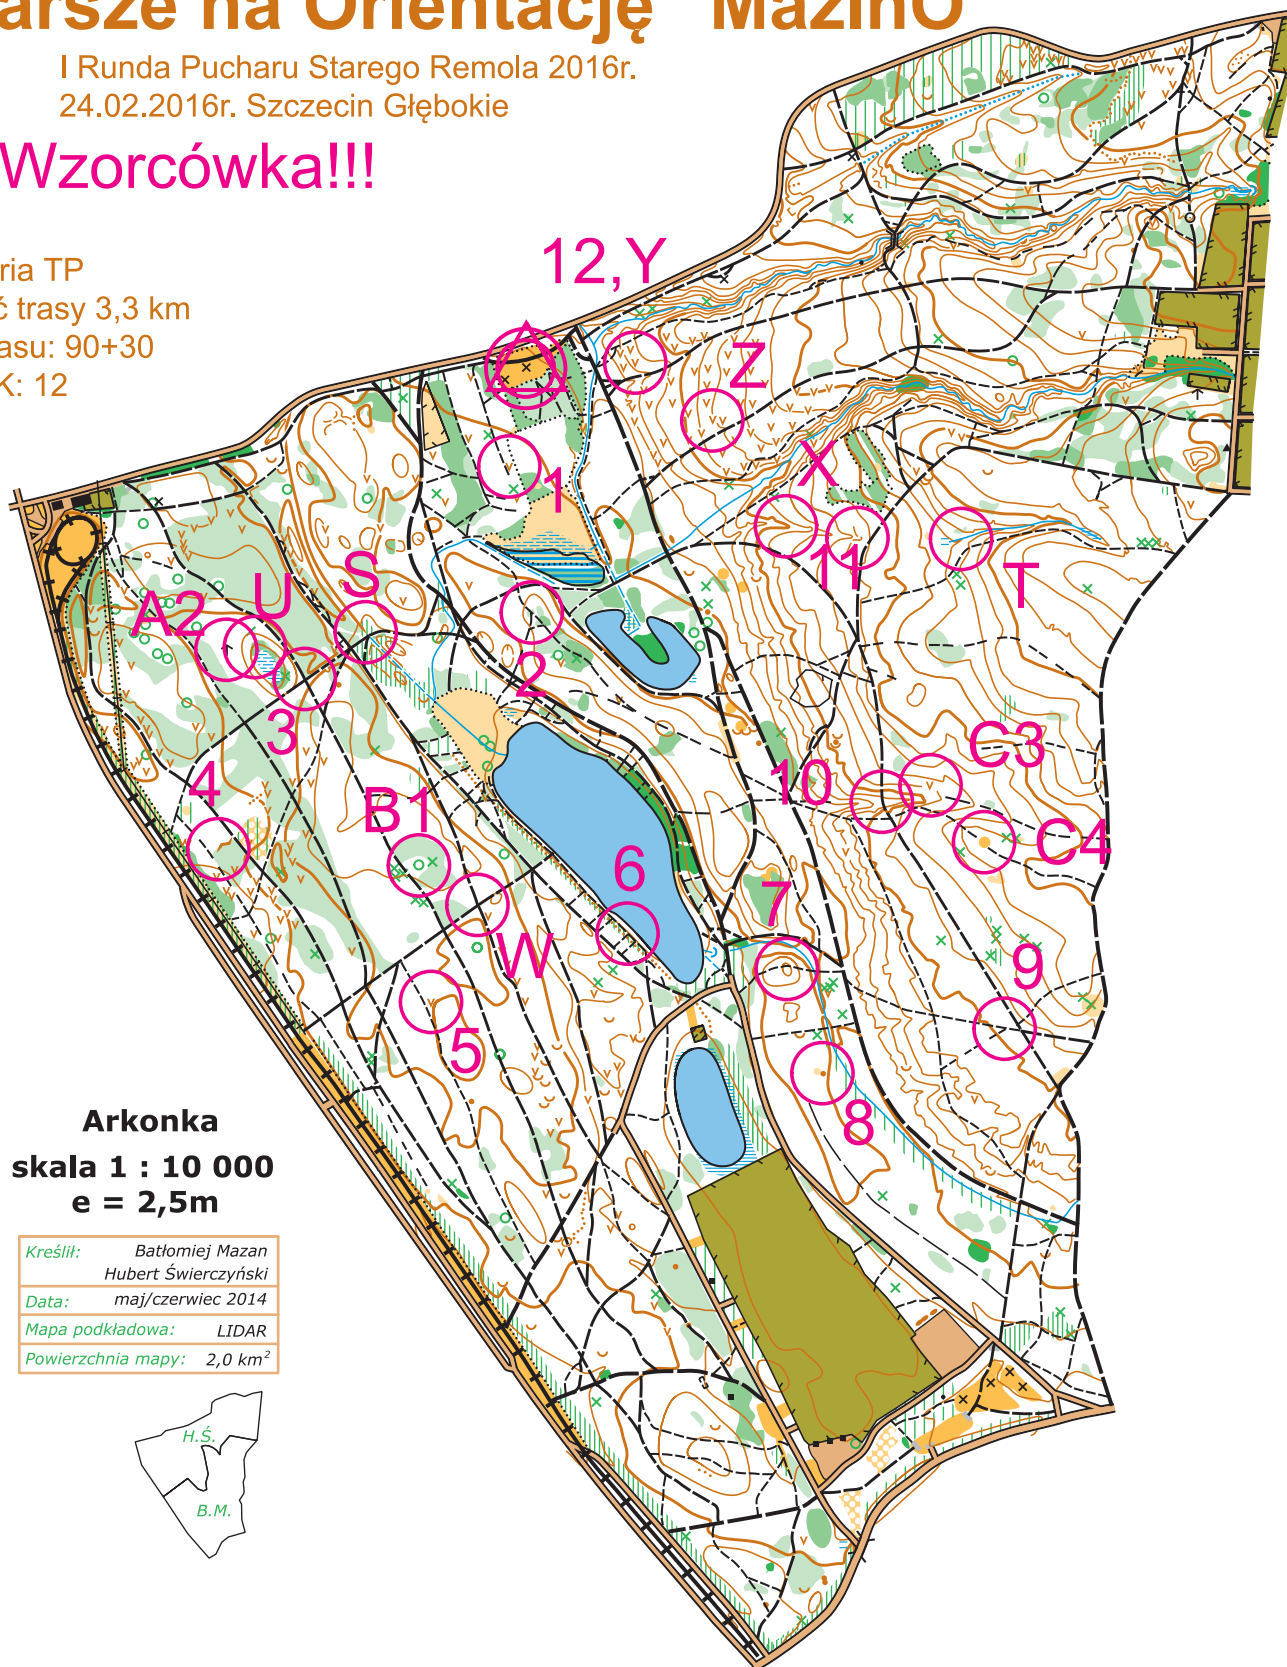 arsze na Orientację "MazInO"
I Runda Pucharu Starego Remola 2016r.
24.02.2016r. Szczecin Głębokie
Wzorcówka!!!
ria TP
ć trasy 3,3 km
asu: 90+30
K: 12
12,Y
Z
1
X
11
T
A2
U
S
2
3
4
B1
10
C3
C4
6
7
W
9
5
8
Arkonka
skala 1 : 10 000
e = 2,5m
Kreślił: Batłomiej Mazan
Hubert Świerczyński
Data: maj/czerwiec 2014
Mapa podkładowa: LIDAR
Powierzchnia mapy: 2,0 km²
H.Ś.
B.M.